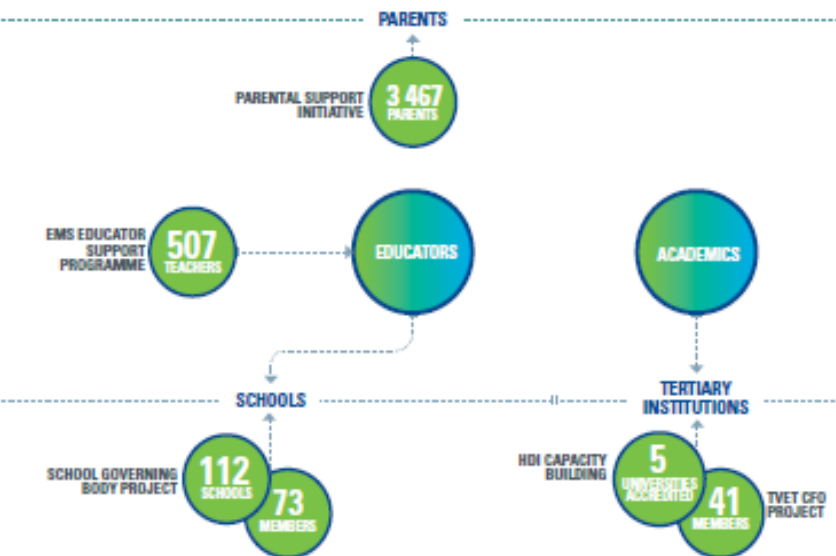 PARENTS
PARENTAL SUPPORT
INITIATIVE
3 467
PARENTS
EMS EDUCATOR
SUPPORT
PROGRAMME
507
TEACHERS
EDUCATORS
ACADEMICS
SCHOOLS
TERTIARY
INSTITUTIONS
SCHOOL GOVERNING
BODY PROJECT
112
SCHOOLS
73
MEMBERS
HDI CAPACITY
BUILDING
5
UNIVERSITIES
ACCREDITED
41
MEMBERS
TVET CFO
PROJECT